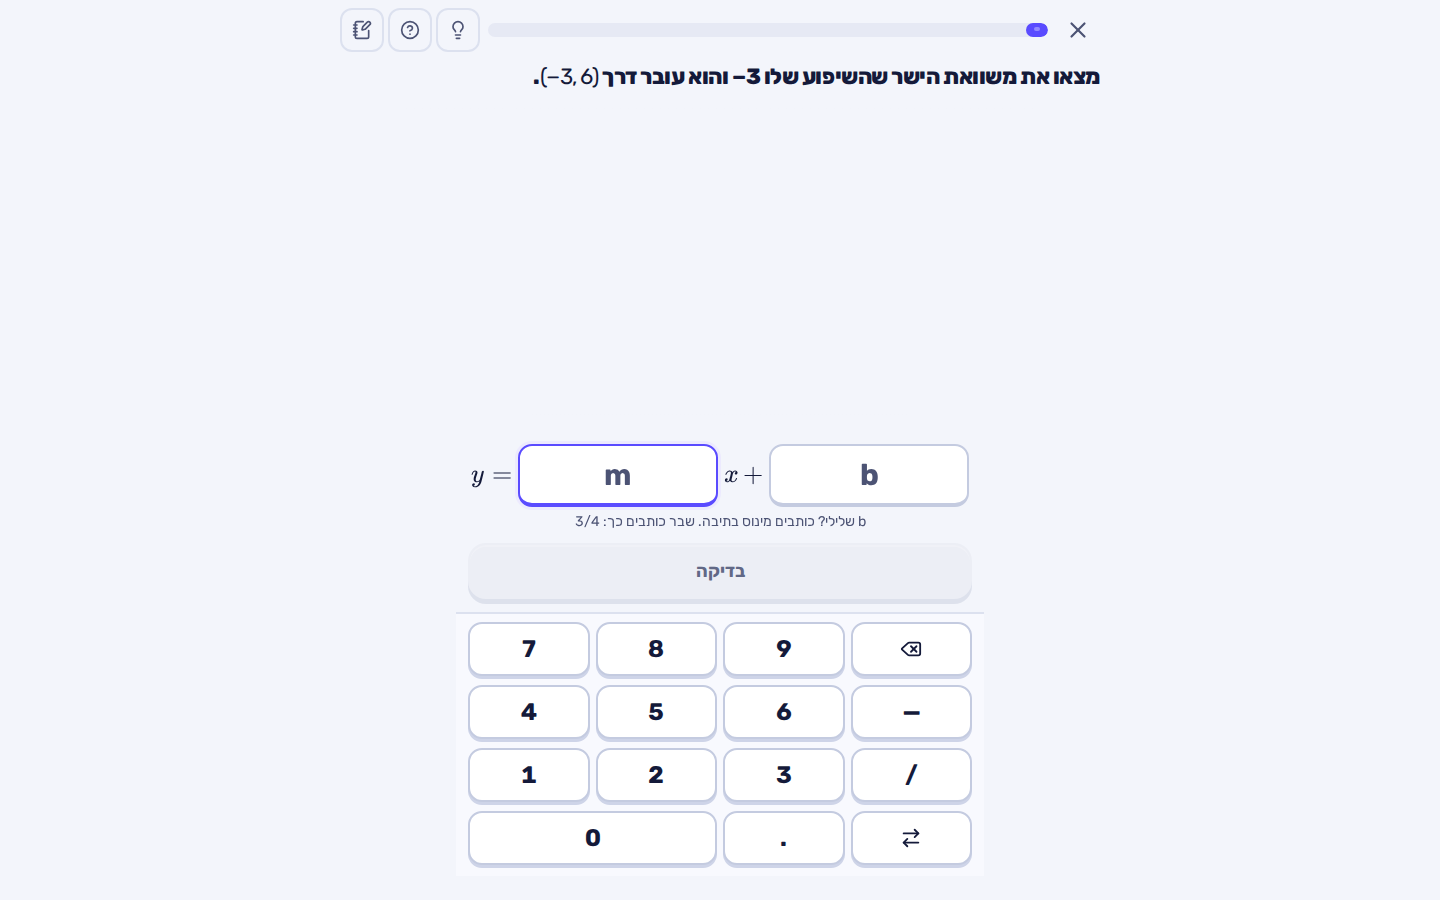 מצאו את משוואת הישר שהשיפוע שלו −3 והוא עובר דרך (−3, 6).
y = m x + b
b שלילי? כותבים מינוס בתיבה. שבר כותבים כך: 3/4
בדיקה
7 8 9
4 5 6 −
1 2 3 /
0 .